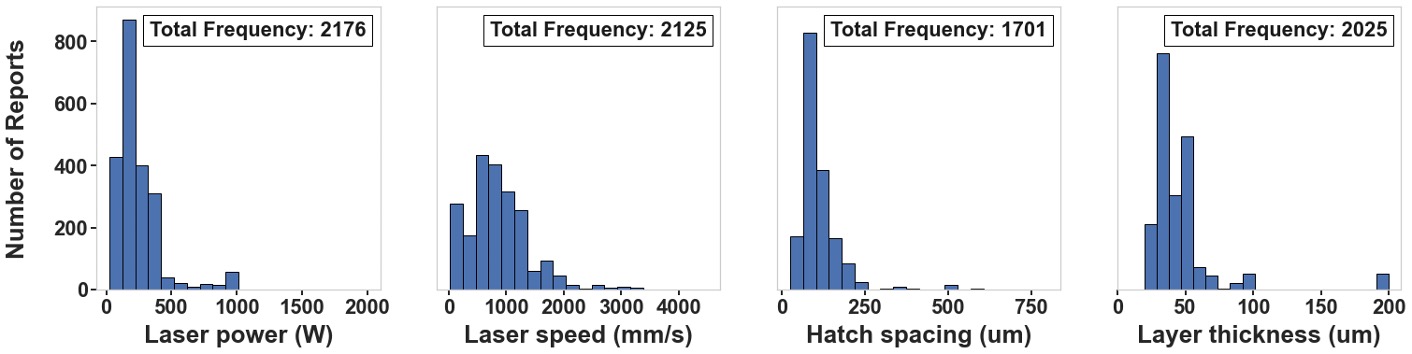 Number of Reports
800
600
400
200
0
Total Frequency: 2176
0 500 1000 1500 2000
Laser power (W)
Total Frequency: 2125
0 1000 2000 3000 4000
Laser speed (mm/s)
Total Frequency: 1701
0 250 500 750
Hatch spacing (um)
Total Frequency: 2025
0 50 100 150 200
Layer thickness (um)